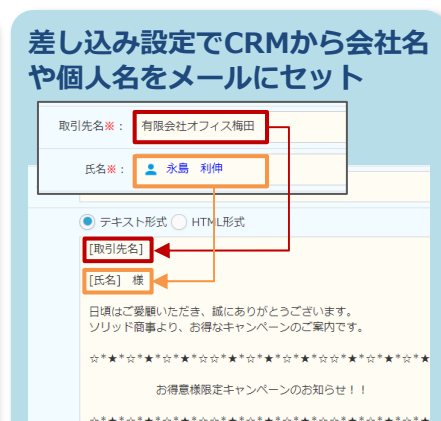 差し込み設定でCRMから会社名
や個人名をメールにセット
取引先名※： 有限会社オフィス梅田
氏名※： 永島 利伸
テキスト形式 HTML形式
[取引先名]
[氏名] 様
日頃はご愛顧いただき、誠にありがとうございます。
ソリッド商事より、お得なキャンペーンのご案内です。
☆*★*☆*★*☆*★*☆☆*★*☆*★*☆*★*☆☆*★*☆*★*☆*★
お得意様限定キャンペーンのお知らせ！！
☆*★*☆*★*☆*★*☆☆*★*☆*★*☆*★*☆☆*★*☆*★*☆*★